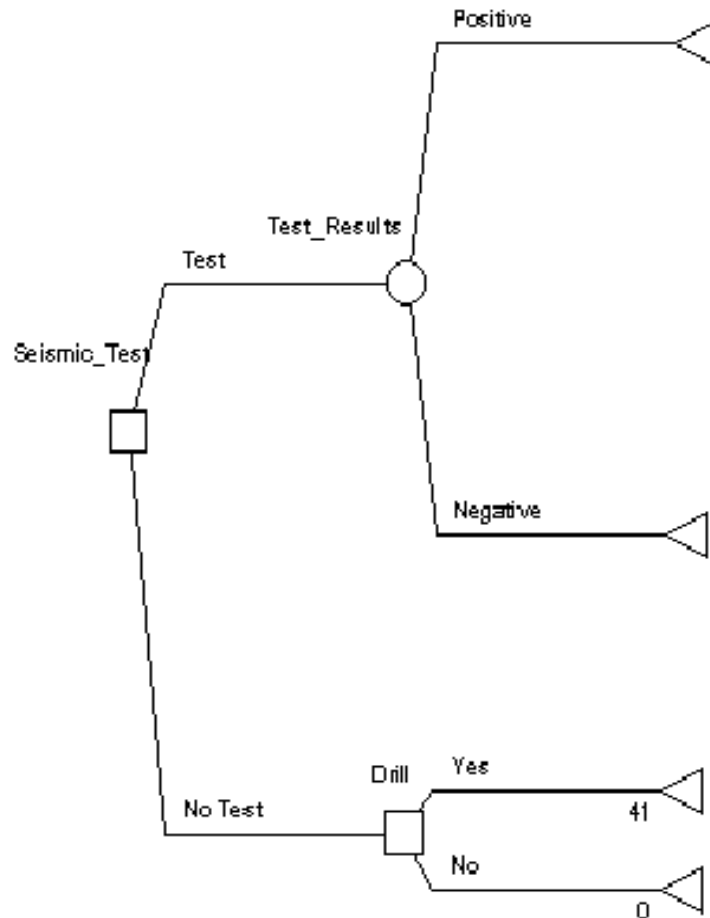 Positive
Test_Results
Test
Seismic_Test
Negative
Drill
Yes
No Test
41
No
0